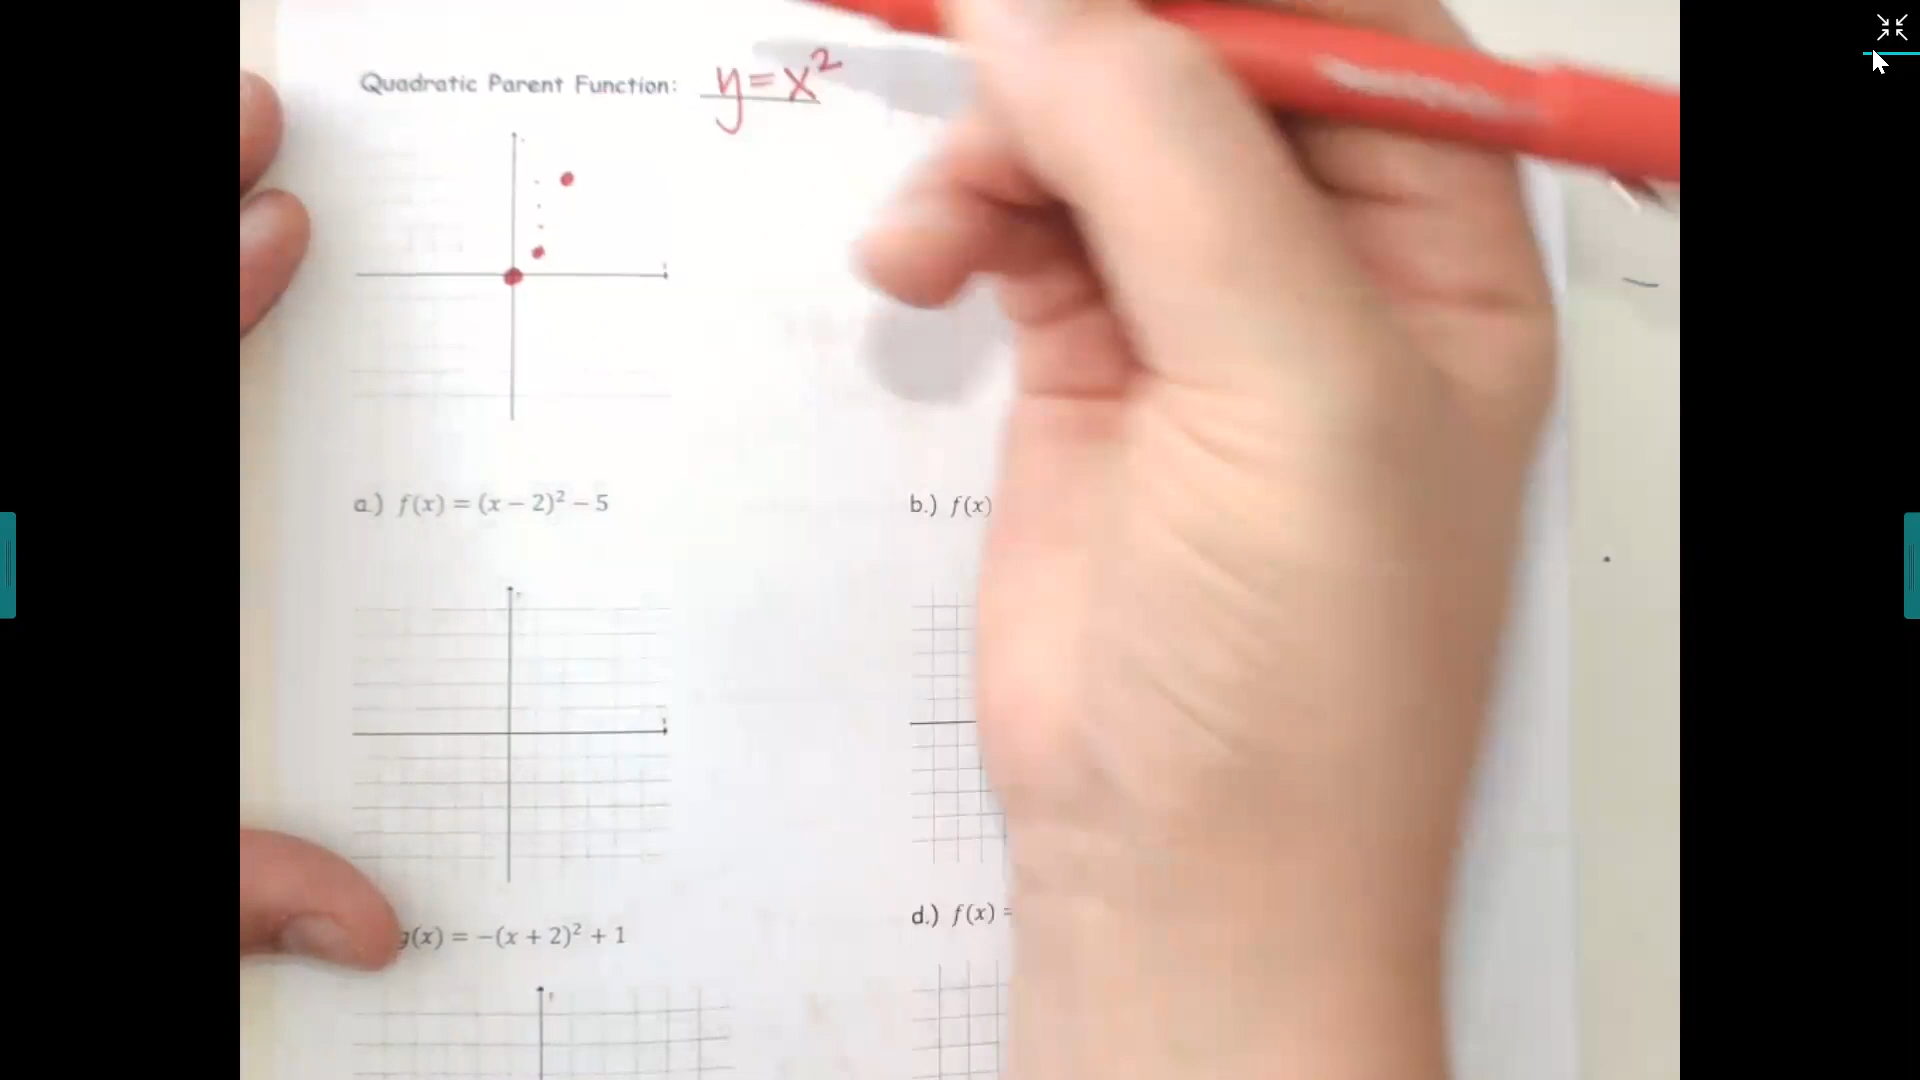 Quadratic Parent Function: y=x²
a.) f(x) = (x − 2)² − 5
b.) f(x)
g(x) = −(x + 2)² + 1
d.) f(x) =